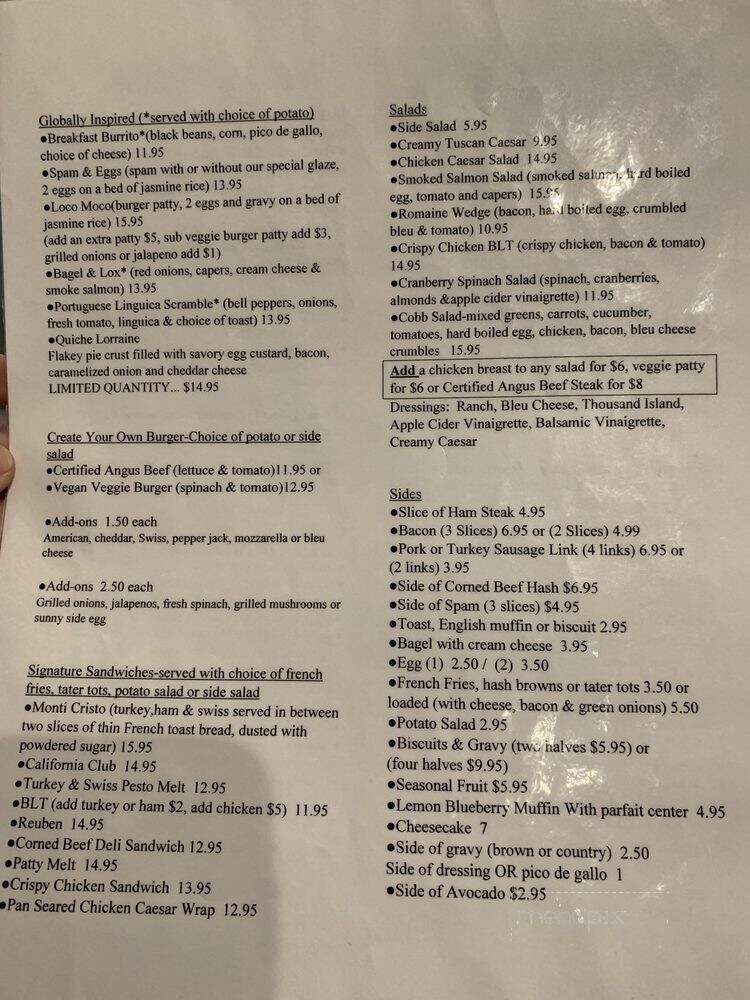 Globally Inspired (*served with choice of potato)
●Breakfast Burrito*(black beans, corn, pico de gallo,
choice of cheese) 11.95
●Spam & Eggs (spam with or without our special glaze,
2 eggs on a bed of jasmine rice) 13.95
●Loco Moco(burger patty, 2 eggs and gravy on a bed of
jasmine rice) 15.95
(add an extra patty $5, sub veggie burger patty add $3,
grilled onions or jalapeno add $1)
●Bagel & Lox* (red onions, capers, cream cheese &
smoke salmon) 13.95
●Portuguese Linguica Scramble* (bell peppers, onions,
fresh tomato, linguica & choice of toast) 13.95
●Quiche Lorraine
Flakey pie crust filled with savory egg custard, bacon,
caramelized onion and cheddar cheese
LIMITED QUANTITY... $14.95
Create Your Own Burger-Choice of potato or side
salad
●Certified Angus Beef (lettuce & tomato)11.95 or
●Vegan Veggie Burger (spinach & tomato)12.95
●Add-ons 1.50 each
American, cheddar, Swiss, pepper jack, mozzarella or bleu
cheese
●Add-ons 2.50 each
Grilled onions, jalapenos, fresh spinach, grilled mushrooms or
sunny side egg
Signature Sandwiches-served with choice of french
fries, tater tots, potato salad or side salad
●Monti Cristo (turkey,ham & swiss served in between
two slices of thin French toast bread, dusted with
powdered sugar) 15.95
●California Club 14.95
●Turkey & Swiss Pesto Melt 12.95
●BLT (add turkey or ham $2, add chicken $5) 11.95
●Reuben 14.95
●Corned Beef Deli Sandwich 12.95
●Patty Melt 14.95
●Crispy Chicken Sandwich 13.95
●Pan Seared Chicken Caesar Wrap 12.95
Salads
●Side Salad 5.95
●Creamy Tuscan Caesar 9.95
●Chicken Caesar Salad 14.95
●Smoked Salmon Salad (smoked salmon, hard boiled
egg, tomato and capers) 15.95
●Romaine Wedge (bacon, hard boiled egg, crumbled
bleu & tomato) 10.95
●Crispy Chicken BLT (crispy chicken, bacon & tomato)
14.95
●Cranberry Spinach Salad (spinach, cranberries,
almonds &apple cider vinaigrette) 11.95
●Cobb Salad-mixed greens, carrots, cucumber,
tomatoes, hard boiled egg, chicken, bacon, bleu cheese
crumbles 15.95
Add a chicken breast to any salad for $6, veggie patty
for $6 or Certified Angus Beef Steak for $8
Dressings: Ranch, Bleu Cheese, Thousand Island,
Apple Cider Vinaigrette, Balsamic Vinaigrette,
Creamy Caesar
Sides
●Slice of Ham Steak 4.95
●Bacon (3 Slices) 6.95 or (2 Slices) 4.99
●Pork or Turkey Sausage Link (4 links) 6.95 or
(2 links) 3.95
●Side of Corned Beef Hash $6.95
●Side of Spam (3 slices) $4.95
●Toast, English muffin or biscuit 2.95
●Bagel with cream cheese 3.95
●Egg (1) 2.50 / (2) 3.50
●French Fries, hash browns or tater tots 3.50 or
loaded (with cheese, bacon & green onions) 5.50
●Potato Salad 2.95
●Biscuits & Gravy (two halves $5.95) or
(four halves $9.95)
●Seasonal Fruit $5.95
●Lemon Blueberry Muffin With parfait center 4.95
●Cheesecake 7
●Side of gravy (brown or country) 2.50
Side of dressing OR pico de gallo 1
●Side of Avocado $2.95
menupix